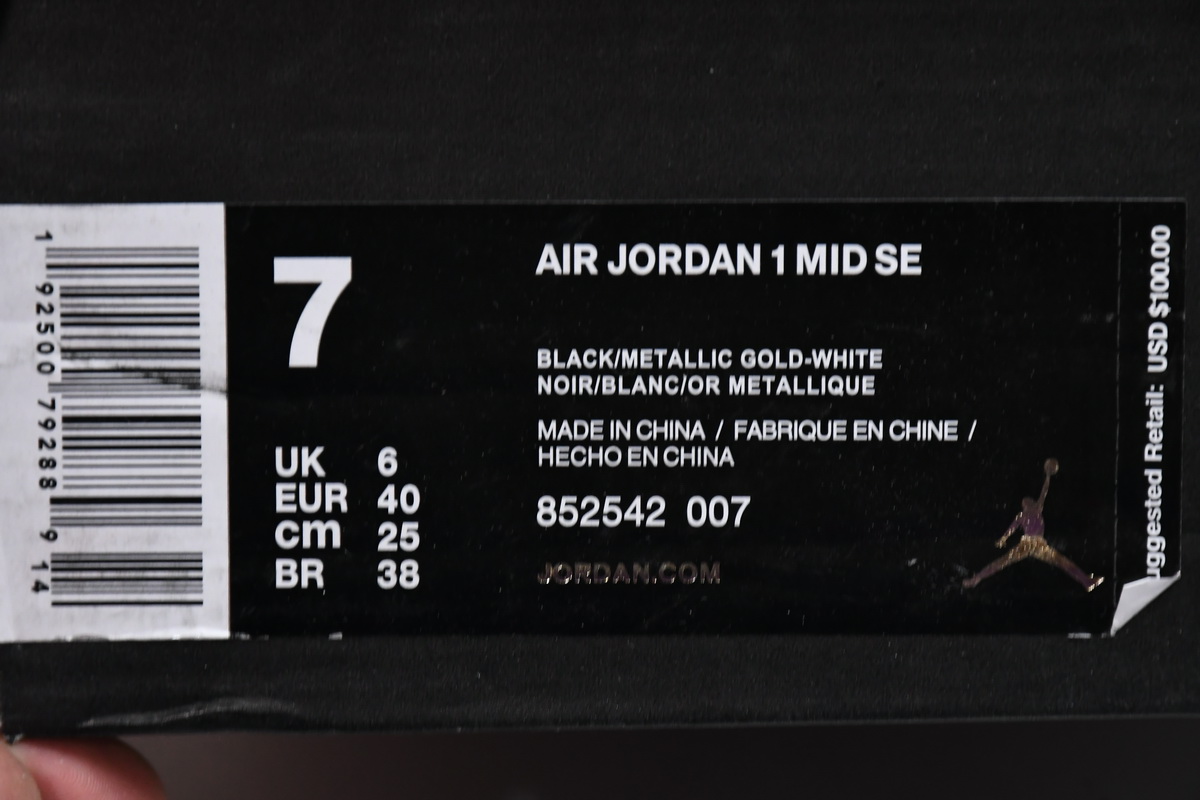 1 92500 79288 9 14
7
UK 6
EUR 40
cm 25
BR 38
AIR JORDAN 1 MID SE
BLACK/METALLIC GOLD-WHITE
NOIR/BLANC/OR METALLIQUE
MADE IN CHINA / FABRIQUE EN CHINE /
HECHO EN CHINA
852542 007
JORDAN.COM
uggested Retail: USD $100.00